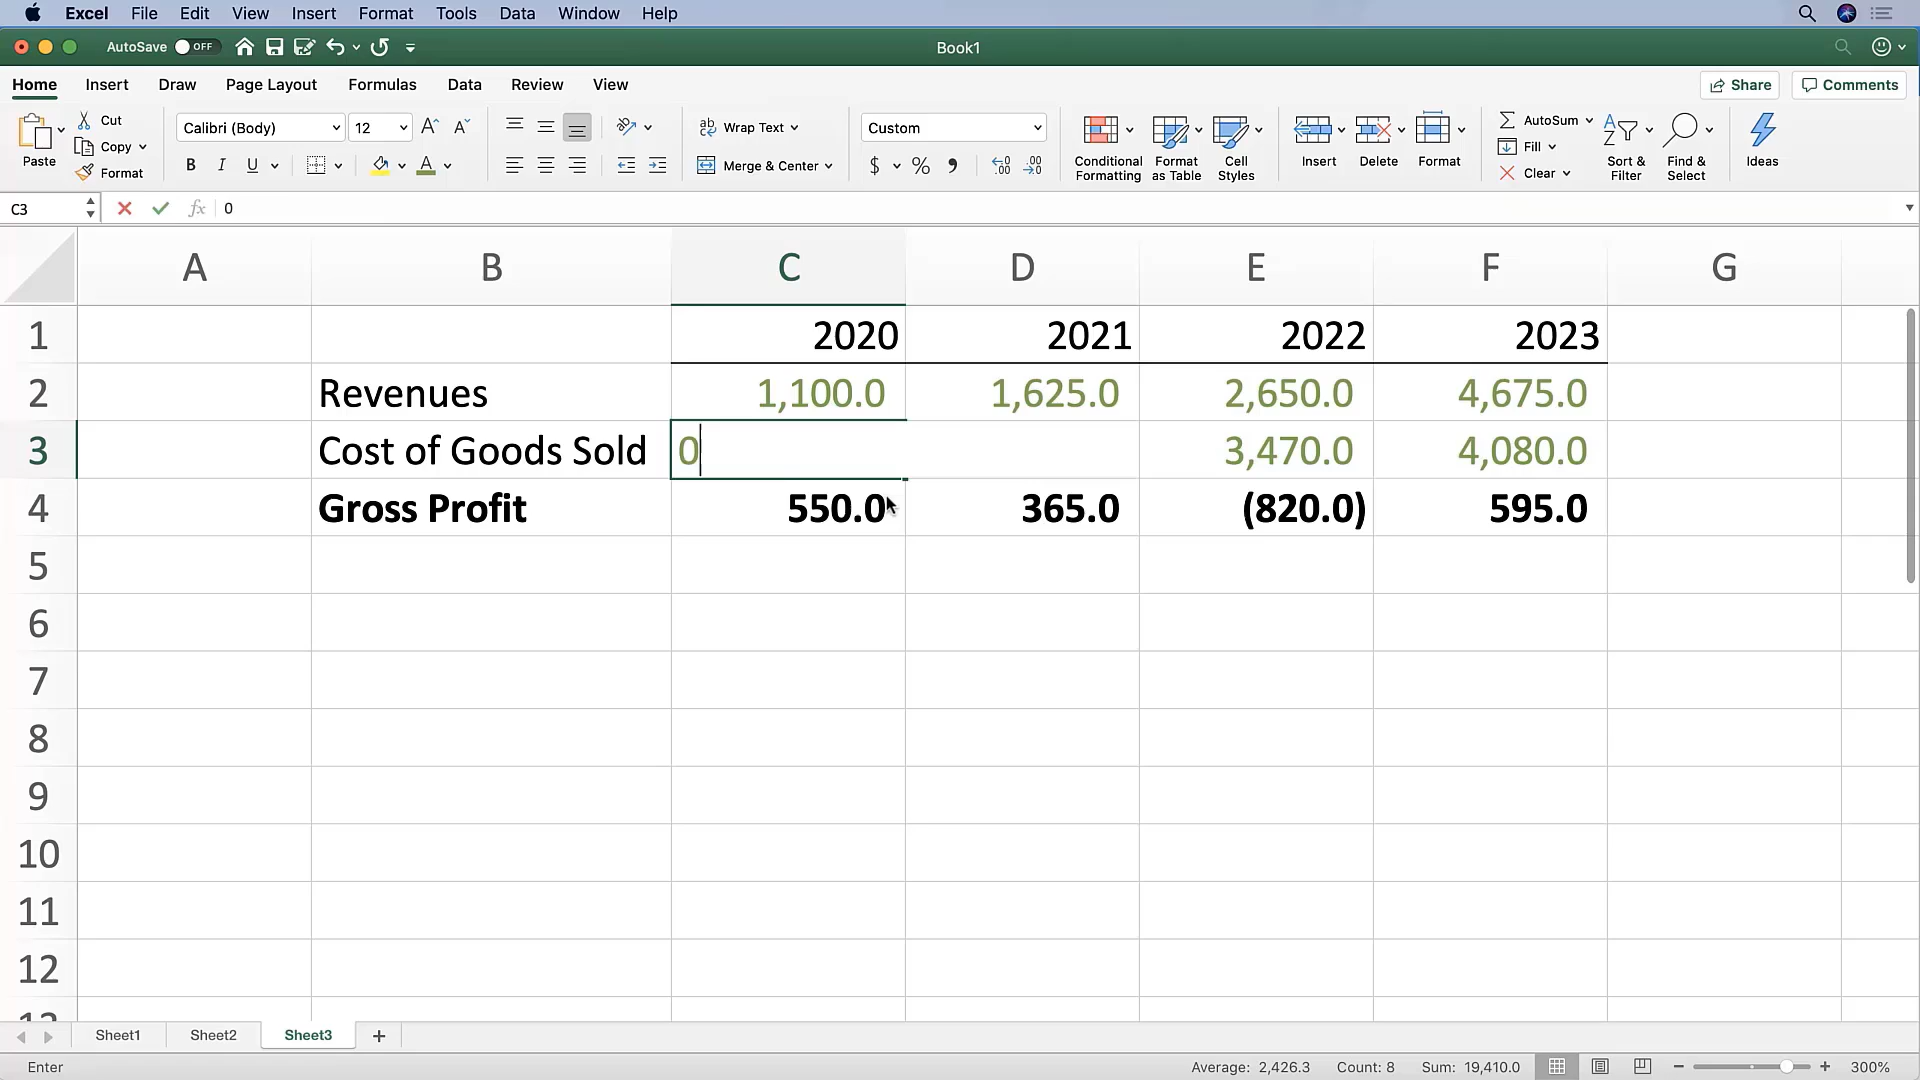 Excel File Edit View Insert Format Tools Data Window Help
AutoSave OFF Book1
Home Insert Draw Page Layout Formulas Data Review View Share Comments
Paste Cut Copy Format
Calibri (Body) 12 A^ A˅
B I U A
ab c Wrap Text
Merge & Center
Custom
$ % , .00
Conditional Formatting
Format as Table
Cell Styles
Insert Delete Format
AutoSum
Fill
Clear
Sort & Filter
Find & Select
Ideas
C3 fx 0
A B C D E F G
1 2020 2021 2022 2023
2 Revenues 1,100.0 1,625.0 2,650.0 4,675.0
3 Cost of Goods Sold 0 3,470.0 4,080.0
4 Gross Profit 550.0 365.0 (820.0) 595.0
5
6
7
8
9
10
11
12
Sheet1 Sheet2 Sheet3 +
Enter Average: 2,426.3 Count: 8 Sum: 19,410.0 − + 300%